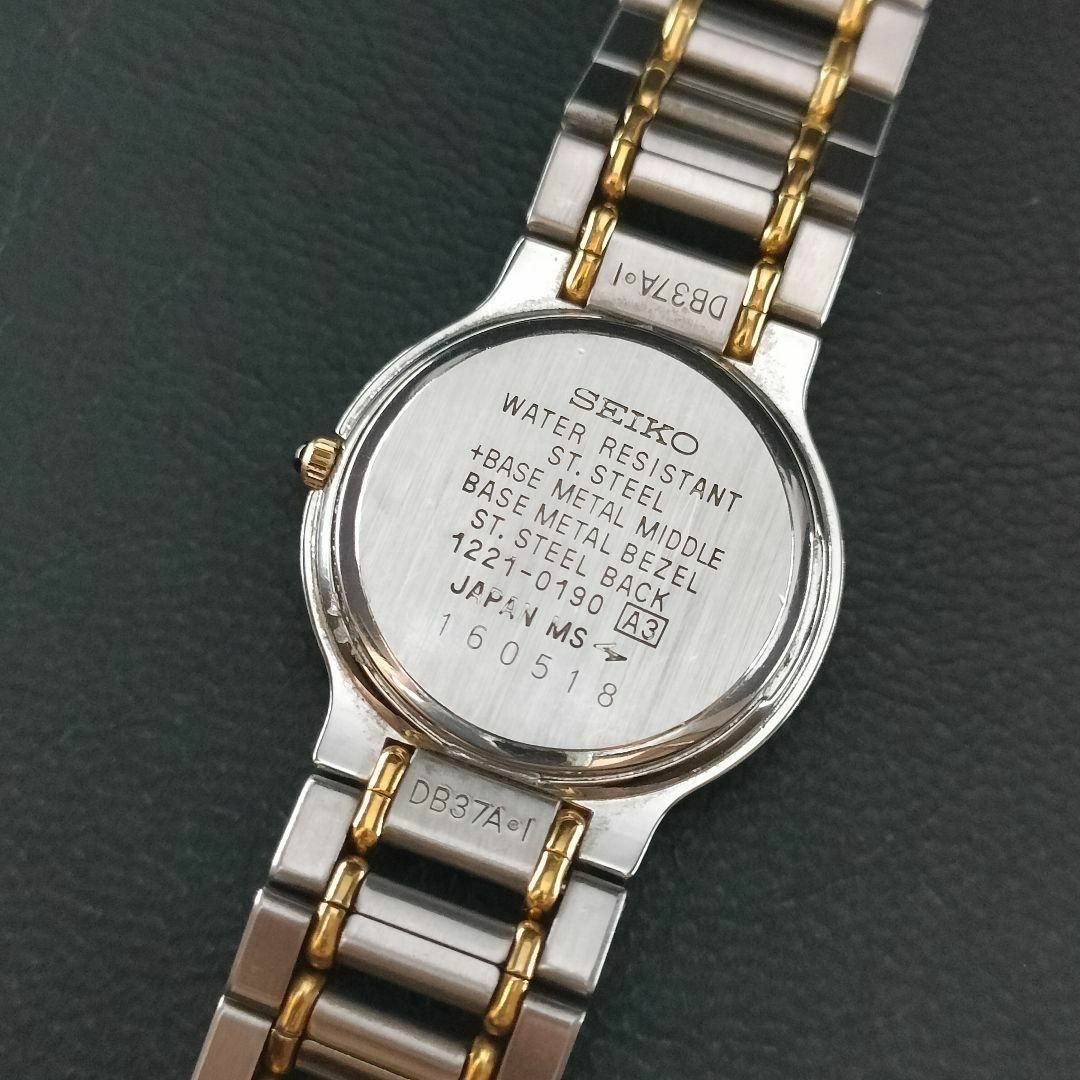 DB37A•I
SEIKO
WATER RESISTANT
ST. STEEL
+BASE METAL MIDDLE
BASE METAL BEZEL
ST. STEEL BACK
1221-0190 A3
JAPAN MS
160518
DB37A•I